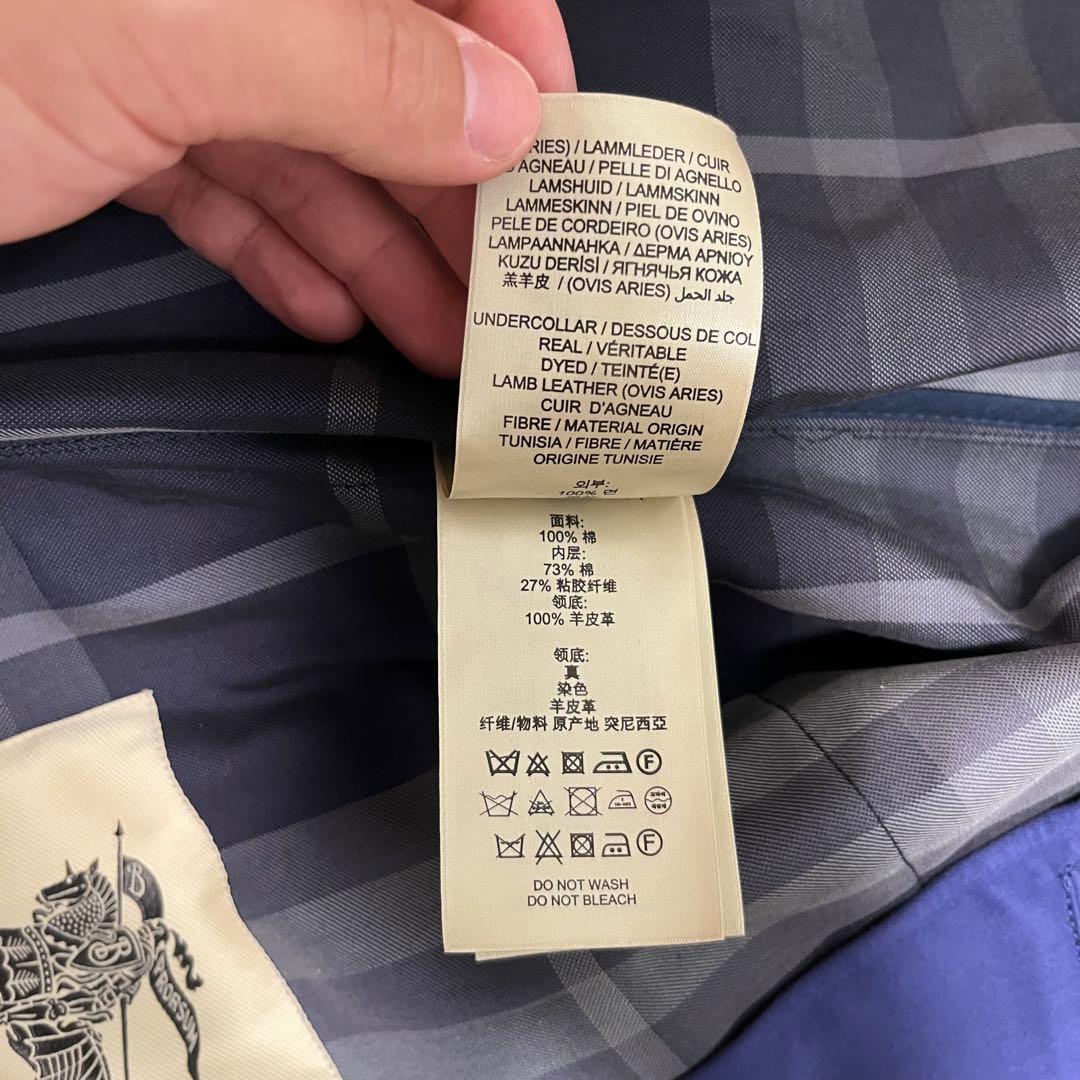 RIES) / LAMMLEDER / CUIR
D'AGNEAU / PELLE DI AGNELLO
LAMSHUID / LAMMSKINN
LAMMESKINN / PIEL DE OVINO
PELE DE CORDEIRO (OVIS ARIES)
LAMPAANNAHKA / ΔΕΡΜΑ ΑΡΝΙΟΥ
KUZU DERİSİ / ЯГНЯЧЬЯ КОЖА
羔羊皮 / (OVIS ARIES) جلد الحمل
UNDERCOLLAR / DESSOUS DE COL
REAL / VÉRITABLE
DYED / TEINTÉ(E)
LAMB LEATHER (OVIS ARIES)
CUIR D'AGNEAU
FIBRE / MATERIAL ORIGIN
TUNISIA / FIBRE / MATIÈRE
ORIGINE TUNISIE
외부:
100% 면
面料:
100% 棉
内层:
73% 棉
27% 粘胶纤维
领底:
100% 羊皮革
领底:
真
染色
羊皮革
纤维/物料 原产地 突尼西亞
F
F
DO NOT WASH
DO NOT BLEACH
B
PRORSUM